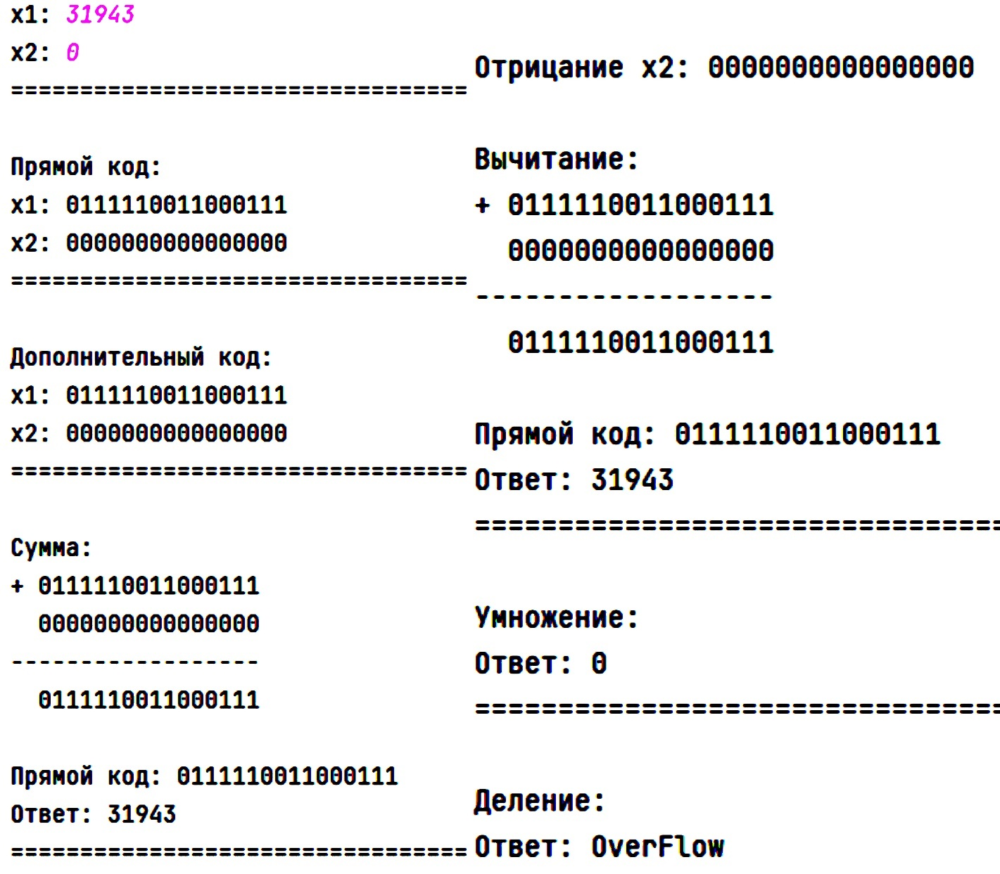 x1: 31943
x2: 0
=================================
Прямой код:
x1: 0111110011000111
x2: 0000000000000000
=================================
Дополнительный код:
x1: 0111110011000111
x2: 0000000000000000
=================================
Сумма:
+ 0111110011000111
0000000000000000
------------------
0111110011000111
Прямой код: 0111110011000111
Ответ: 31943
=================================
Отрицание x2: 0000000000000000
Вычитание:
+ 0111110011000111
0000000000000000
------------------
0111110011000111
Прямой код: 0111110011000111
Ответ: 31943
================================
Умножение:
Ответ: 0
================================
Деление:
Ответ: OverFlow